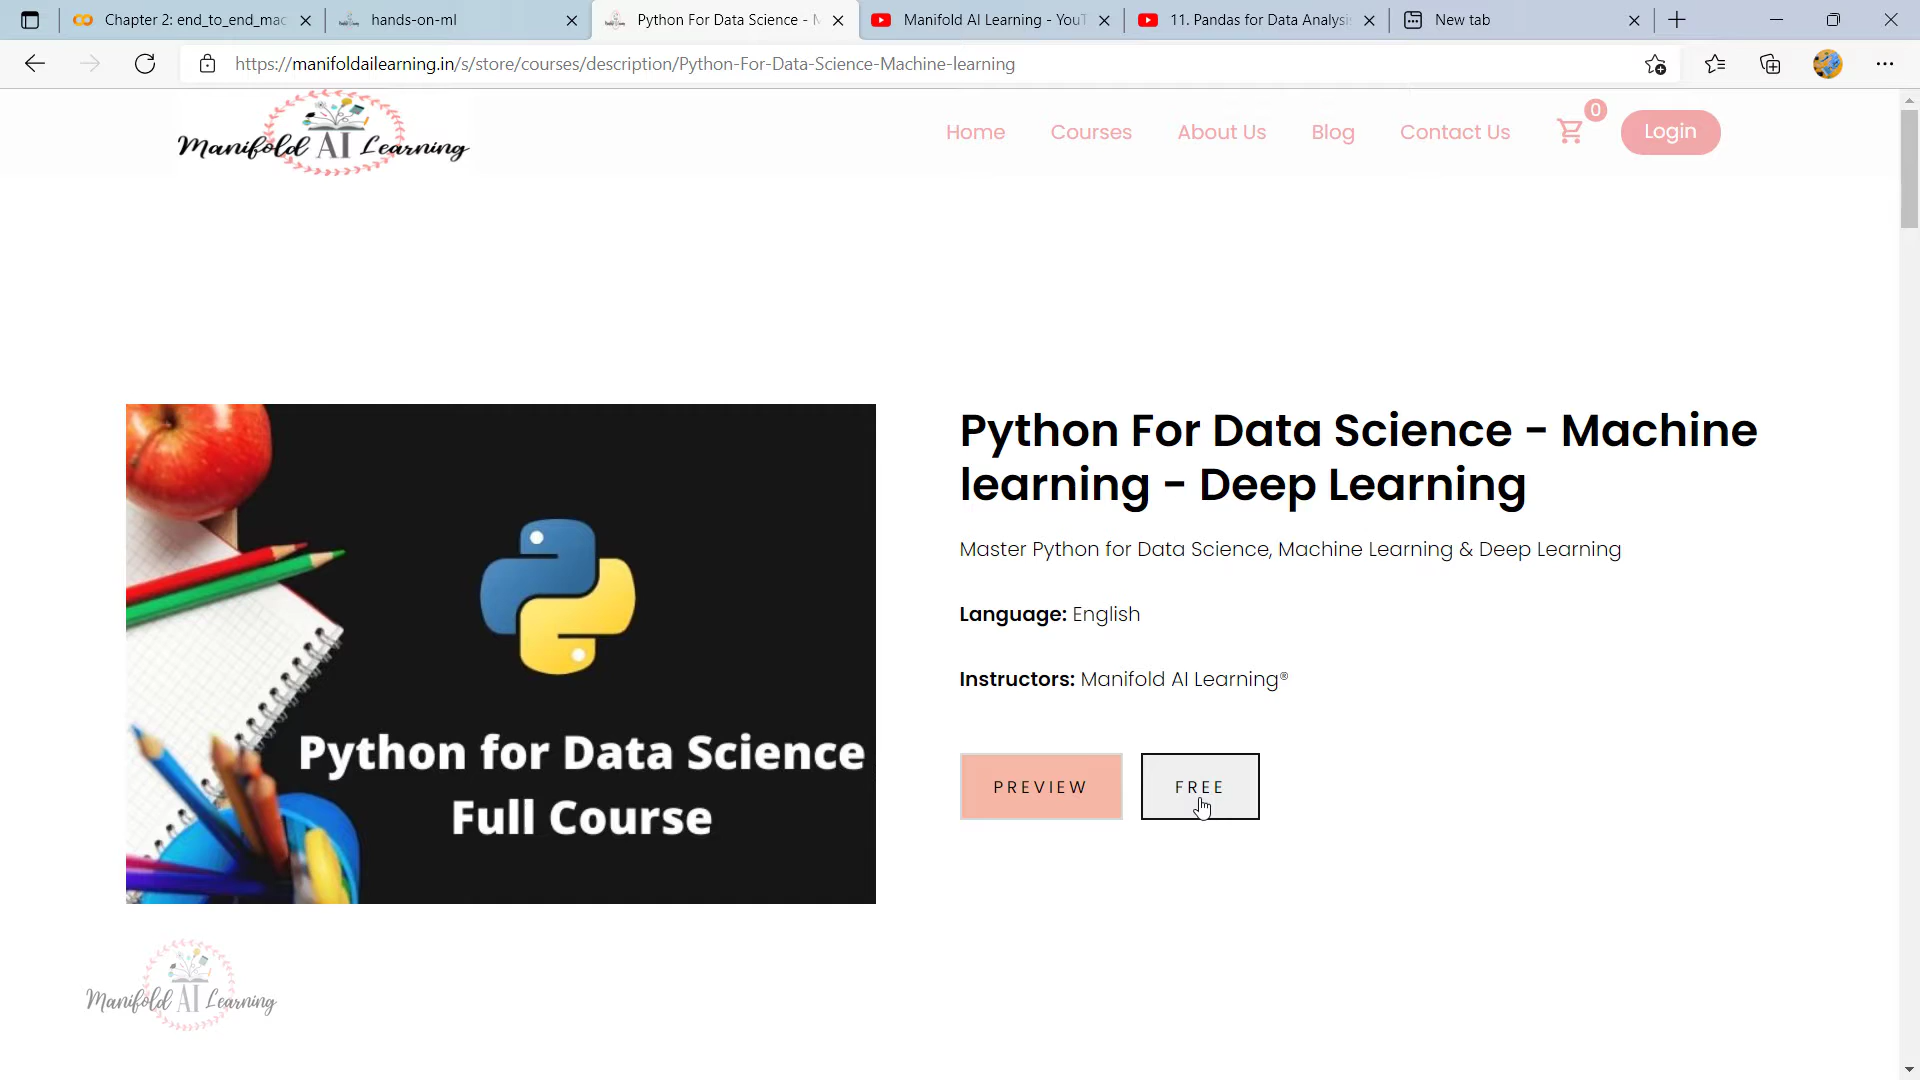 Chapter 2: end_to_end_mac
hands-on-ml
Python For Data Science - M
Manifold AI Learning - YouT
11. Pandas for Data Analysis
New tab
https://manifoldailearning.in/s/store/courses/description/Python-For-Data-Science-Machine-learning
Manifold AI Learning
Home
Courses
About Us
Blog
Contact Us
0
Login
Python For Data Science - Machine
learning - Deep Learning
Master Python for Data Science, Machine Learning & Deep Learning
Language: English
Instructors: Manifold AI Learning®
PREVIEW
FREE
Python for Data Science
Full Course
Manifold AI Learning